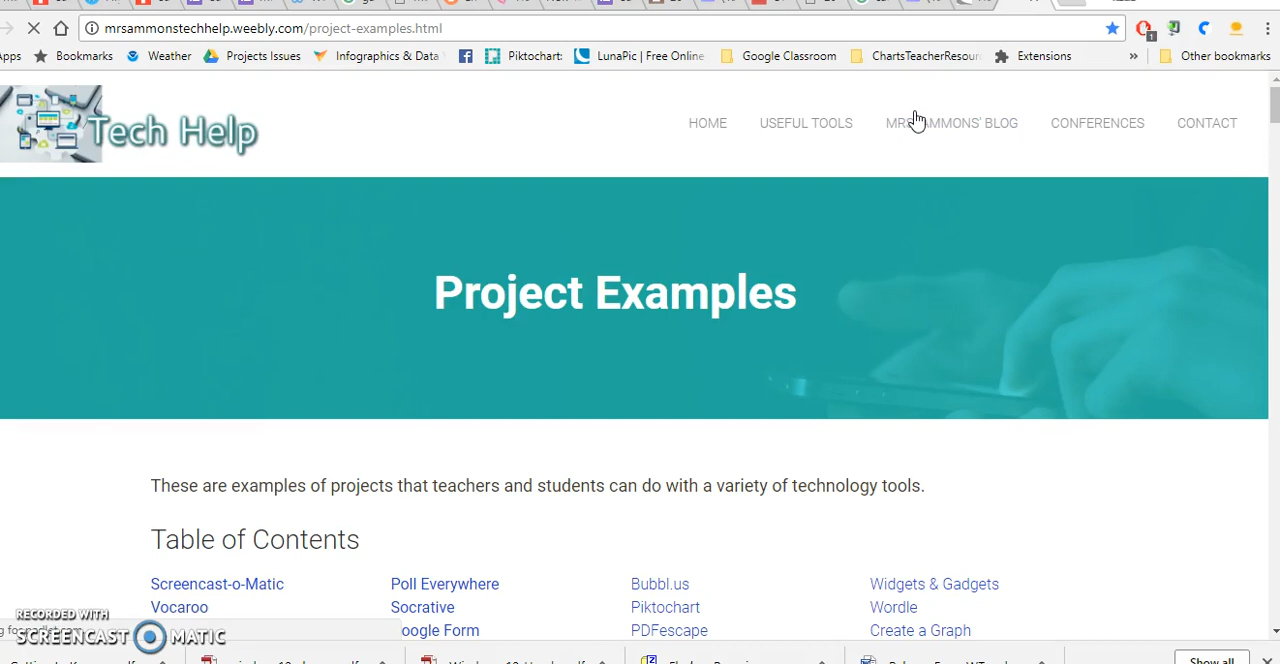 mrsammonstechhelp.weebly.com/project-examples.html
Apps Bookmarks Weather Projects Issues Infographics & Data Piktochart: LunaPic | Free Online Google Classroom ChartsTeacherResour Extensions » Other bookmarks
Tech Help
HOME USEFUL TOOLS MRS AMMONS' BLOG CONFERENCES CONTACT
Project Examples
These are examples of projects that teachers and students can do with a variety of technology tools.
Table of Contents
Screencast-o-Matic Poll Everywhere Bubbl.us Widgets & Gadgets
Vocaroo Socrative Piktochart Wordle
RECORDED WITH
oogle Form PDFescape Create a Graph
SCREENCAST MATIC
Show all